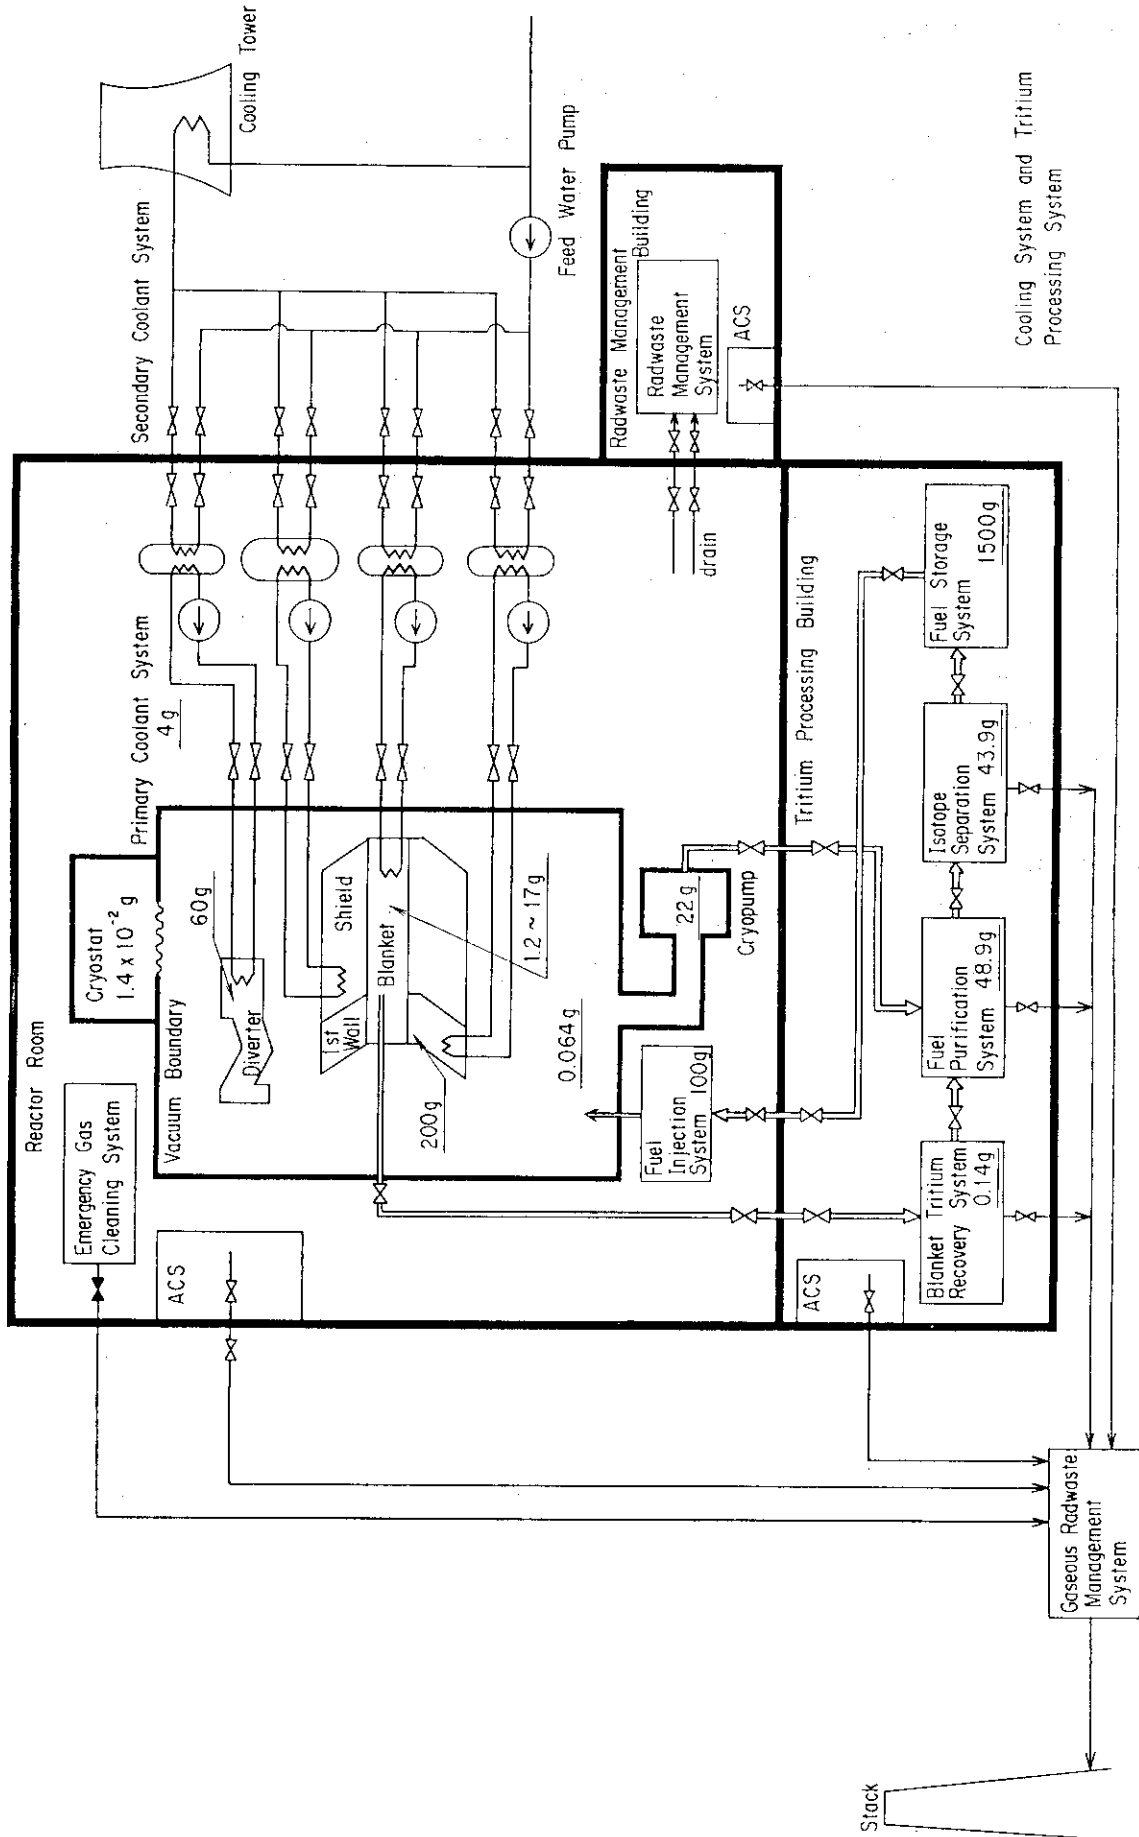 Cooling Tower
Secondary Coolant System
Feed Water Pump
Reactor Room
Emergency Gas
Cleaning System
ACS
Cryostat
1.4 x 10⁻² g
Vacuum Boundary
Primary Coolant System
4g
60g
Diverter
Shield
1st
Wall
Blanket
1.2 ~ 17g
200g
0.064g
Fuel
Injection
System 100g
22g
Cryopump
Radwaste Management
Building
Radwaste
Management
System
ACS
drain
Tritium Processing Building
ACS
Blanket Tritium
Recovery System
0.14g
Fuel
Purification
System 48.9g
Isotope
Separation
System 43.9g
Fuel Storage
System 1500g
Gaseous Radwaste
Management
System
Stack
Cooling System and Tritium
Processing System